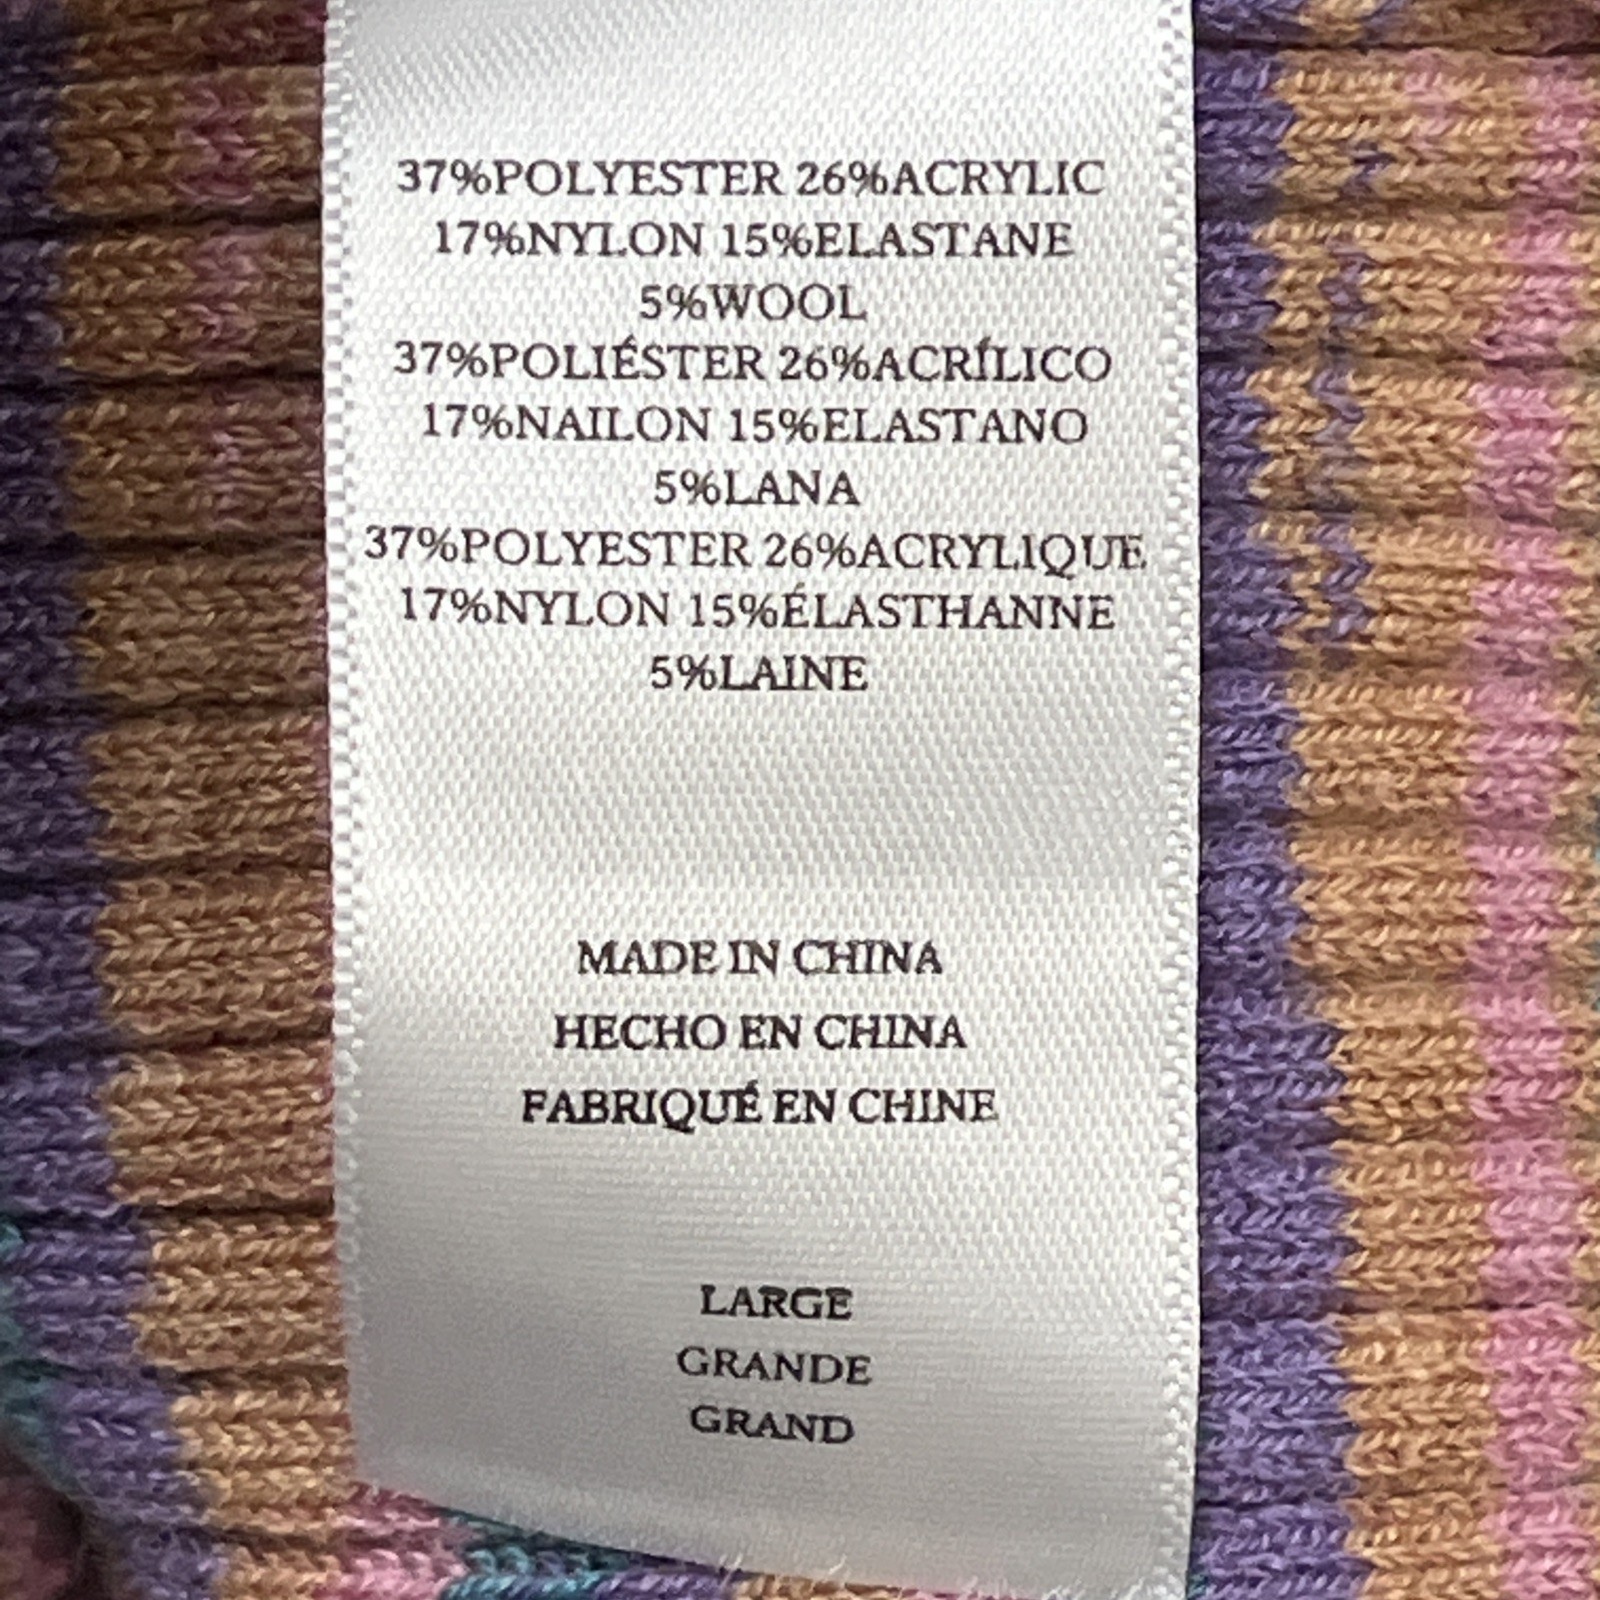 37%POLYESTER 26%ACRYLIC
17%NYLON 15%ELASTANE
5%WOOL
37%POLIÉSTER 26%ACRÍLICO
17%NAILON 15%ELASTANO
5%LANA
37%POLYESTER 26%ACRYLIQUE
17%NYLON 15%ÉLASTHANNE
5%LAINE
MADE IN CHINA
HECHO EN CHINA
FABRIQUÉ EN CHINE
LARGE
GRANDE
GRAND